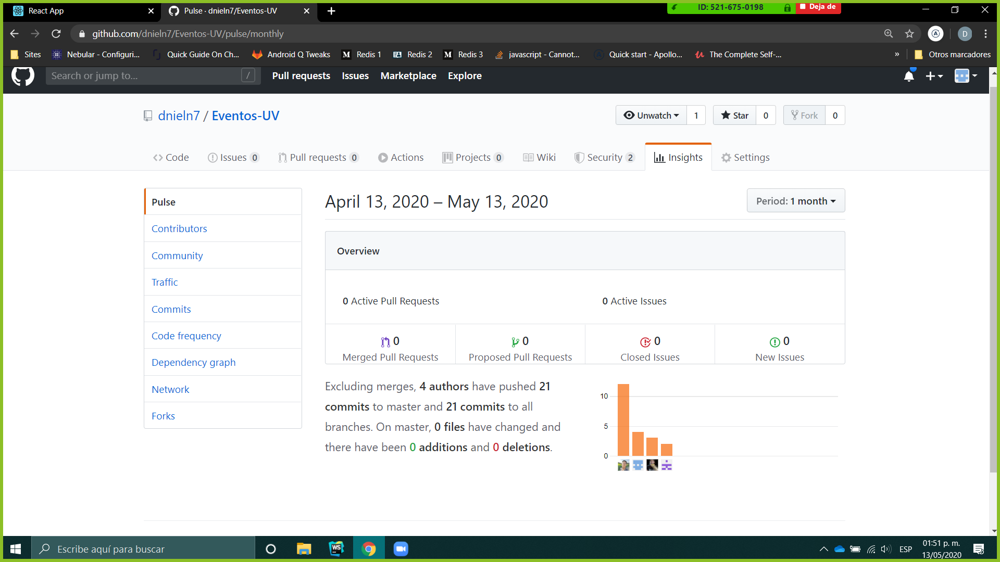 React App
Pulse · dnieln7/Eventos-UV
ID: 521-675-0198
Deja de
github.com/dnieln7/Eventos-UV/pulse/monthly
D
Sites
Nebular - Configuri...
Quick Guide On Ch...
Android Q Tweaks
Redis 1
Redis 2
Redis 3
javascript - Cannot...
Quick start - Apollo...
The Complete Self-...
»
Otros marcadores
Search or jump to...
/
Pull requests
Issues
Marketplace
Explore
dnieln7 / Eventos-UV
Unwatch 1
Star 0
Fork 0
Code
Issues 0
Pull requests 0
Actions
Projects 0
Wiki
Security 2
Insights
Settings
Pulse
Contributors
Community
Traffic
Commits
Code frequency
Dependency graph
Network
Forks
April 13, 2020 – May 13, 2020
Period: 1 month
Overview
0 Active Pull Requests
0 Active Issues
0
Merged Pull Requests
0
Proposed Pull Requests
0
Closed Issues
0
New Issues
Excluding merges, 4 authors have pushed 21
commits to master and 21 commits to all
branches. On master, 0 files have changed and
there have been 0 additions and 0 deletions.
10
5
0
Escribe aquí para buscar
WS
ESP
01:51 p. m.
13/05/2020